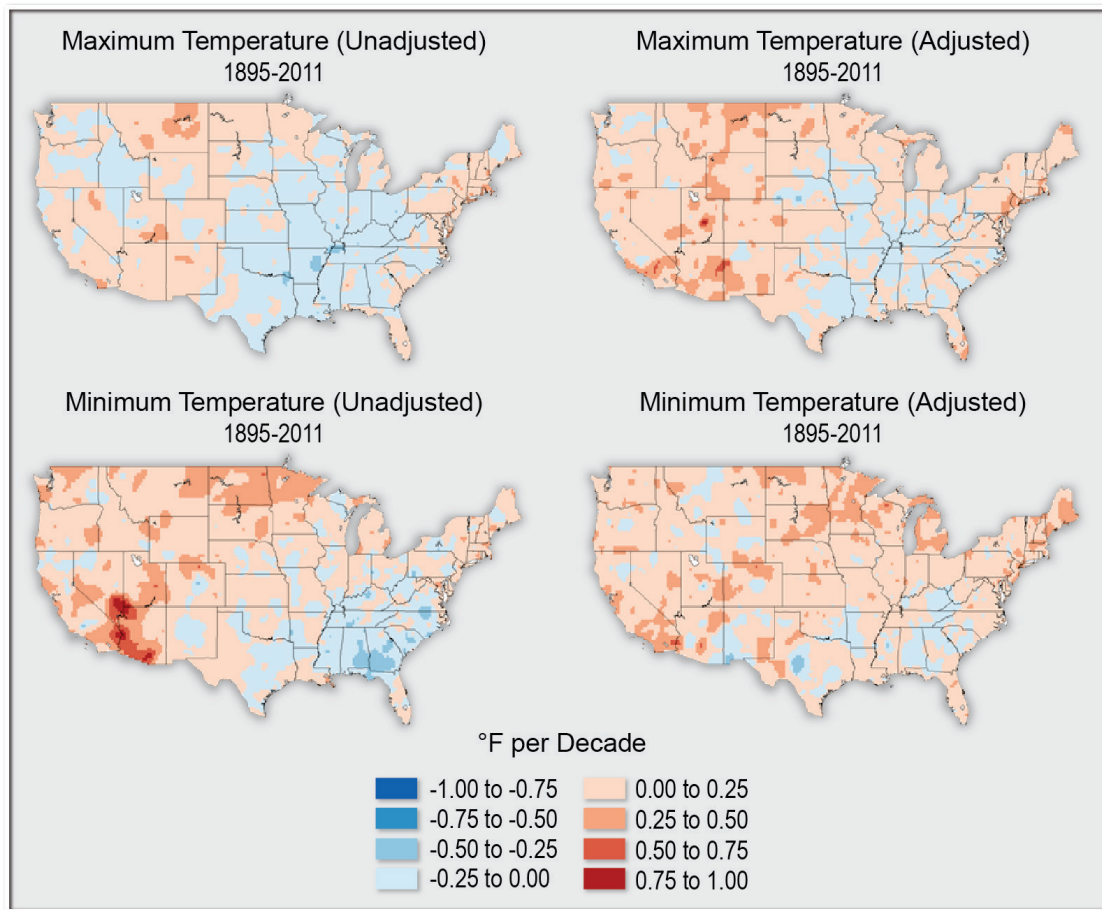 Maximum Temperature (Unadjusted)
1895-2011
Maximum Temperature (Adjusted)
1895-2011
Minimum Temperature (Unadjusted)
1895-2011
Minimum Temperature (Adjusted)
1895-2011
°F per Decade
-1.00 to -0.75
-0.75 to -0.50
-0.50 to -0.25
-0.25 to 0.00
0.00 to 0.25
0.25 to 0.50
0.50 to 0.75
0.75 to 1.00